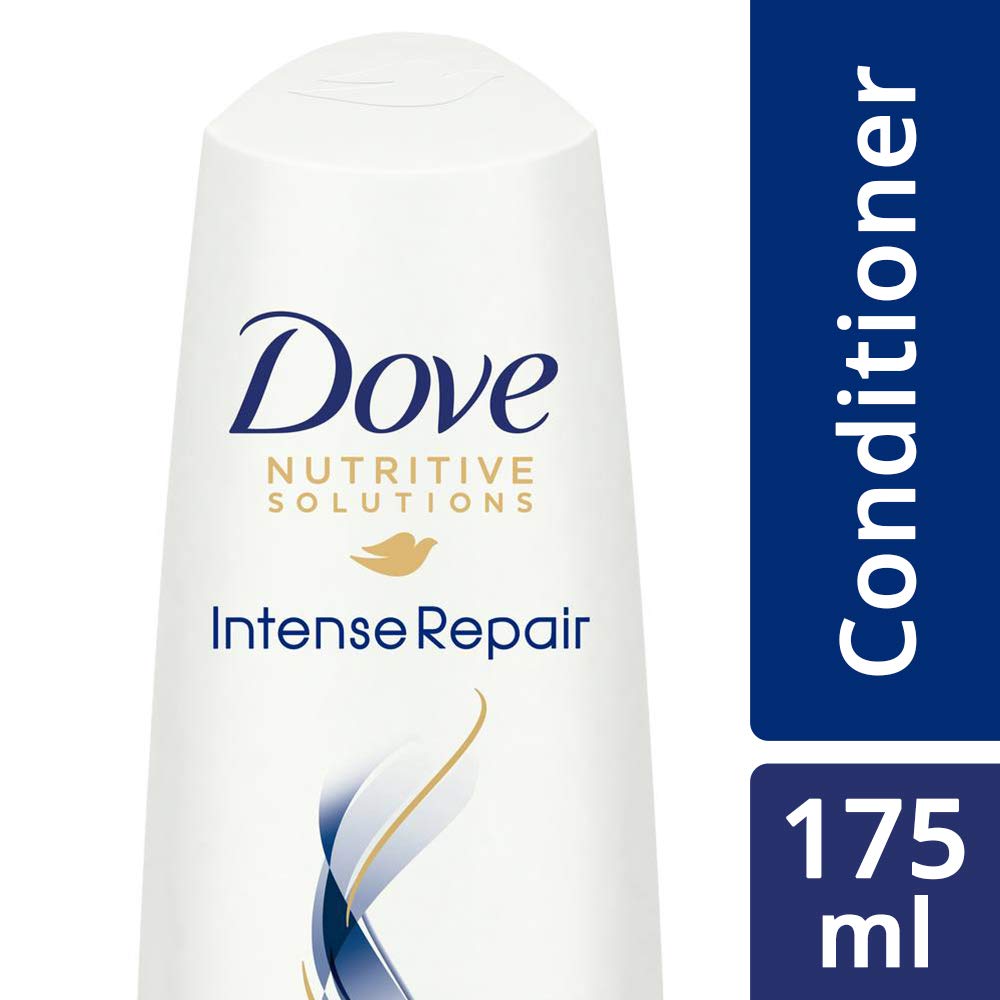 Dove
NUTRITIVE
SOLUTIONS
Intense Repair
Conditioner
175
ml